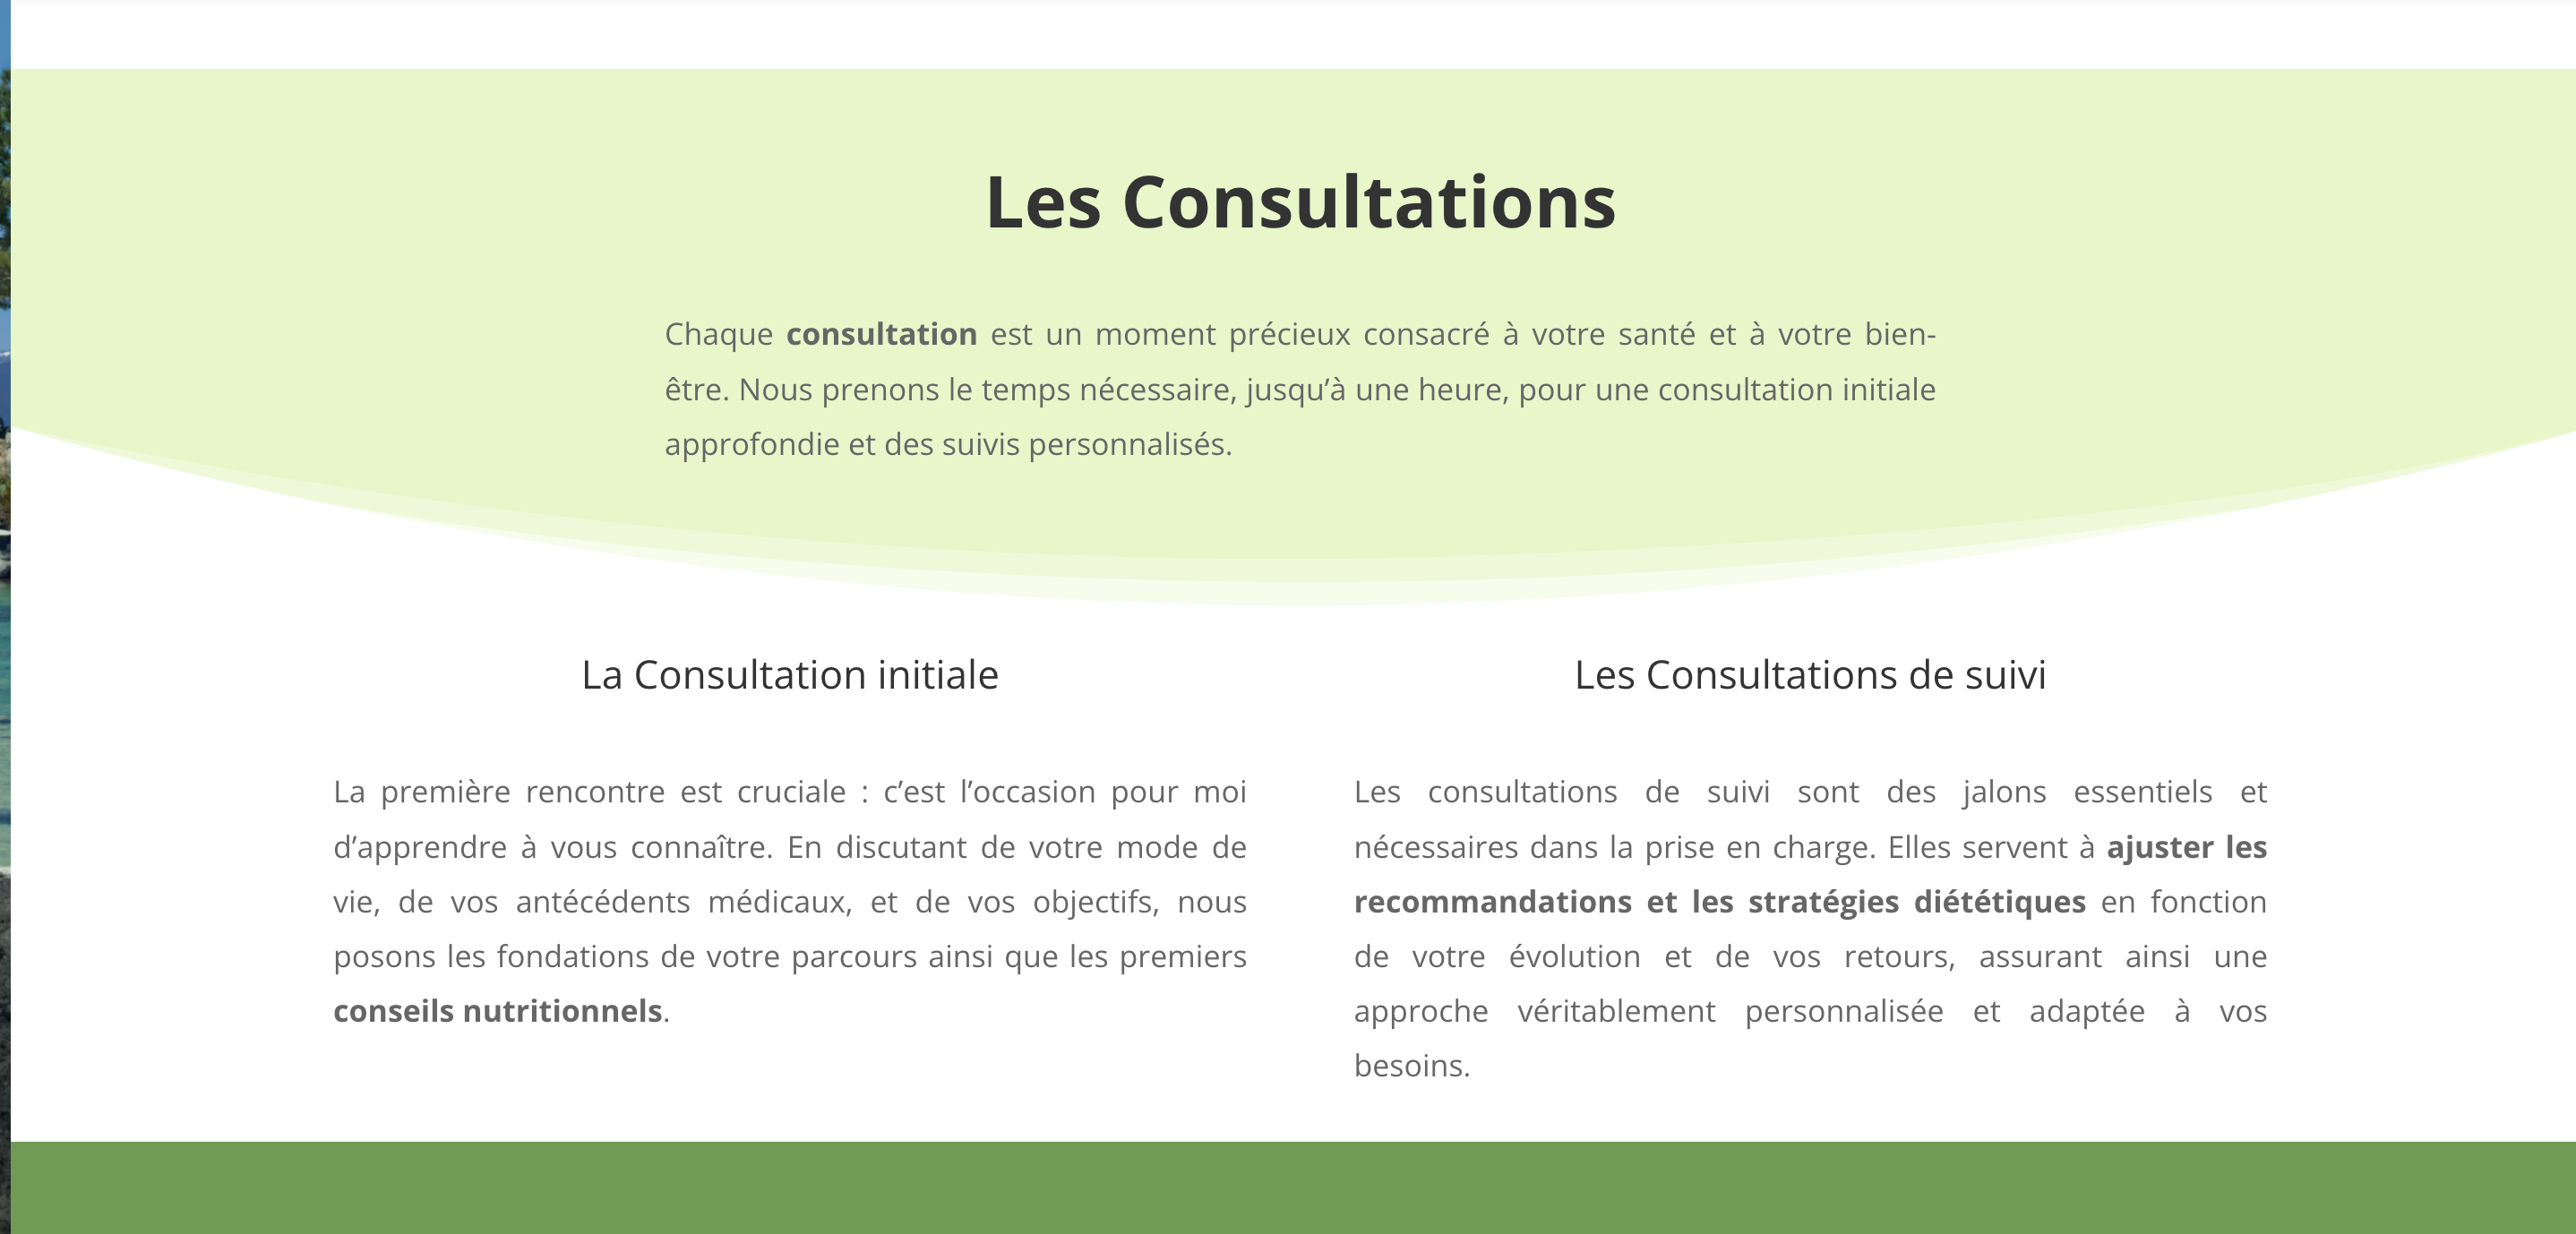 Les Consultations
Chaque consultation est un moment précieux consacré à votre santé et à votre bien-
être. Nous prenons le temps nécessaire, jusqu’à une heure, pour une consultation initiale
approfondie et des suivis personnalisés.
La Consultation initiale
La première rencontre est cruciale : c’est l’occasion pour moi
d’apprendre à vous connaître. En discutant de votre mode de
vie, de vos antécédents médicaux, et de vos objectifs, nous
posons les fondations de votre parcours ainsi que les premiers
conseils nutritionnels.
Les Consultations de suivi
Les consultations de suivi sont des jalons essentiels et
nécessaires dans la prise en charge. Elles servent à ajuster les
recommandations et les stratégies diététiques en fonction
de votre évolution et de vos retours, assurant ainsi une
approche véritablement personnalisée et adaptée à vos
besoins.